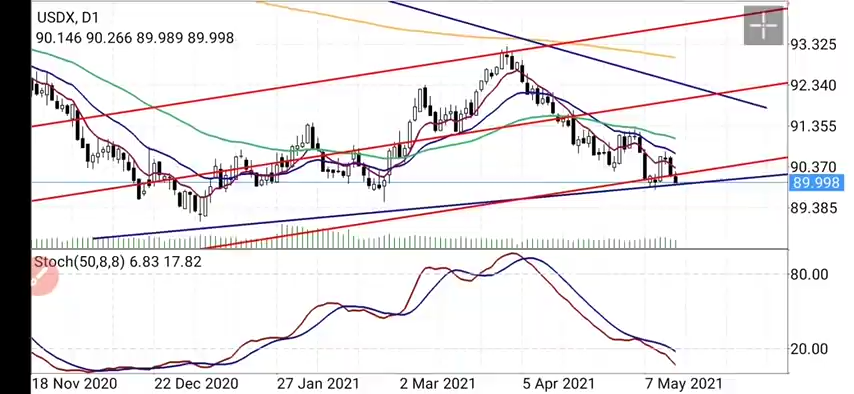 USDX, D1
90.146 90.266 89.989 89.998
93.325
92.340
91.355
90.370
89.998
89.385
Stoch(50,8,8) 6.83 17.82
80.00
20.00
18 Nov 2020 22 Dec 2020 27 Jan 2021 2 Mar 2021 5 Apr 2021 7 May 2021